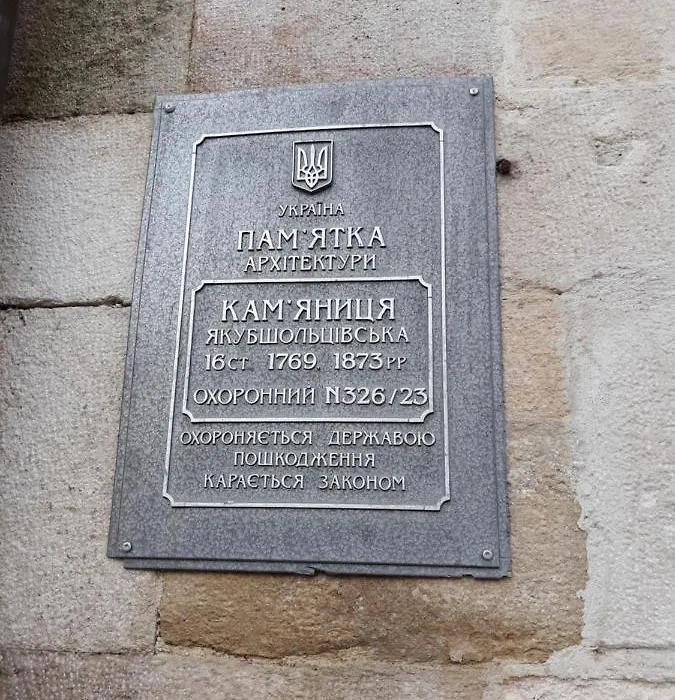 УКРАЇНА
ПАМ'ЯТКА
АРХІТЕКТУРИ
КАМ'ЯНИЦЯ
ЯКУБШОЛЬЦІВСЬКА
16 СТ 1769, 1873 РР
ОХОРОННИЙ N326/23
ОХОРОНЯЄТЬСЯ ДЕРЖАВОЮ
ПОШКОДЖЕННЯ
КАРАЄТЬСЯ ЗАКОНОМ